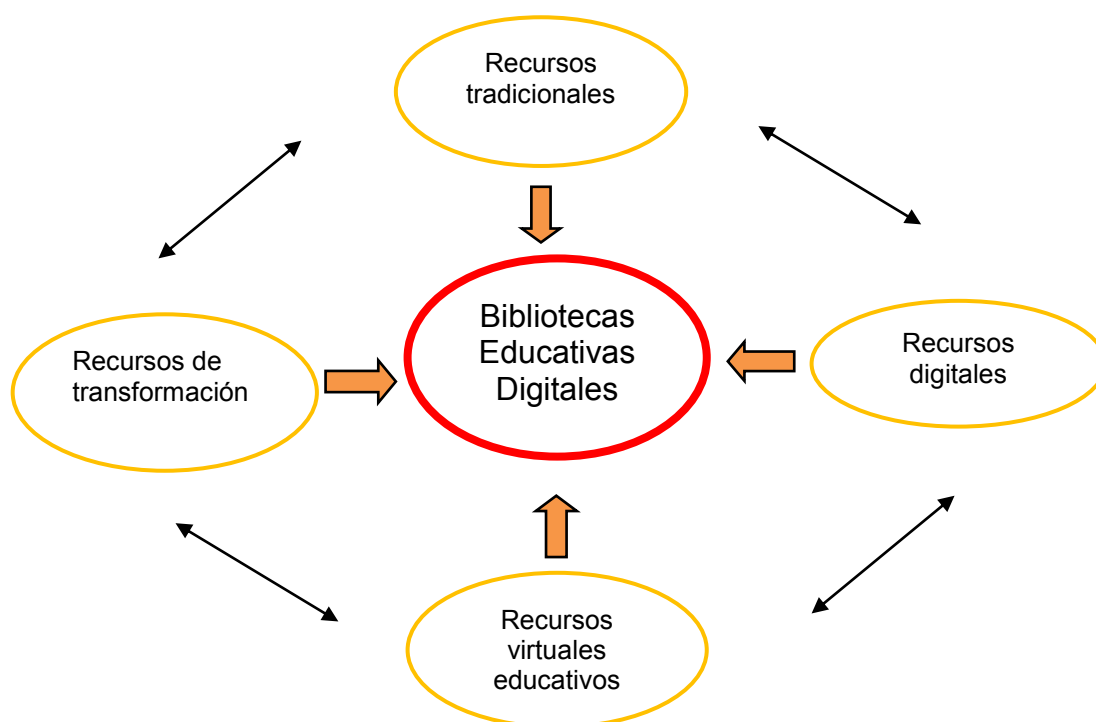 Recursos
tradicionales
Bibliotecas
Educativas
Digitales
Recursos de
transformación
Recursos
digitales
Recursos
virtuales
educativos